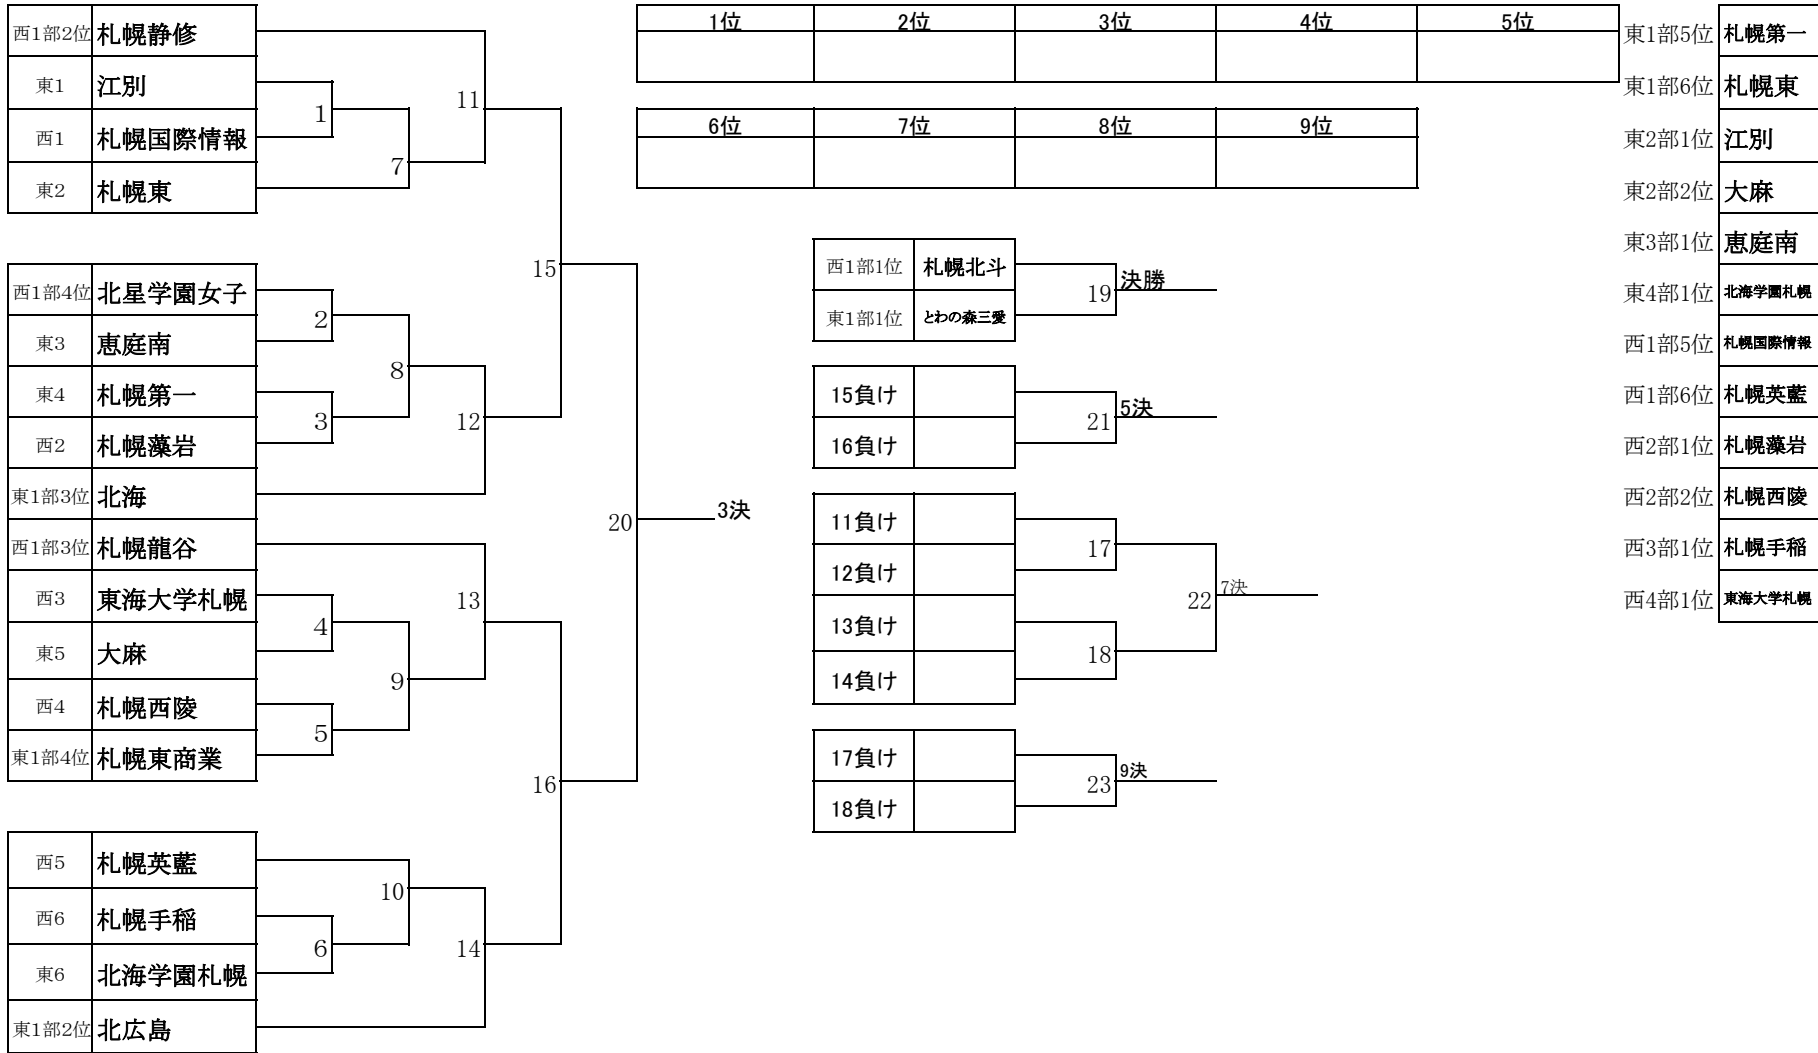 西1部2位 札幌静修
東1 江別
西1 札幌国際情報
東2 札幌東
1
7
11
西1部4位 北星学園女子
東3 恵庭南
東4 札幌第一
西2 札幌藻岩
東1部3位 北海
2
3
8
12
15
西1部3位 札幌龍谷
西3 東海大学札幌
東5 大麻
西4 札幌西陵
東1部4位 札幌東商業
4
5
9
13
16
西5 札幌英藍
西6 札幌手稲
東6 北海学園札幌
東1部2位 北広島
10
6
14
20 3決
1位 2位 3位 4位 5位
6位 7位 8位 9位
西1部1位 札幌北斗
東1部1位 とわの森三愛
19 決勝
15負け
16負け
21 5決
11負け
12負け
13負け
14負け
17
18
22 7決
17負け
18負け
23 9決
東1部5位 札幌第一
東1部6位 札幌東
東2部1位 江別
東2部2位 大麻
東3部1位 恵庭南
東4部1位 北海学園札幌
西1部5位 札幌国際情報
西1部6位 札幌英藍
西2部1位 札幌藻岩
西2部2位 札幌西陵
西3部1位 札幌手稲
西4部1位 東海大学札幌